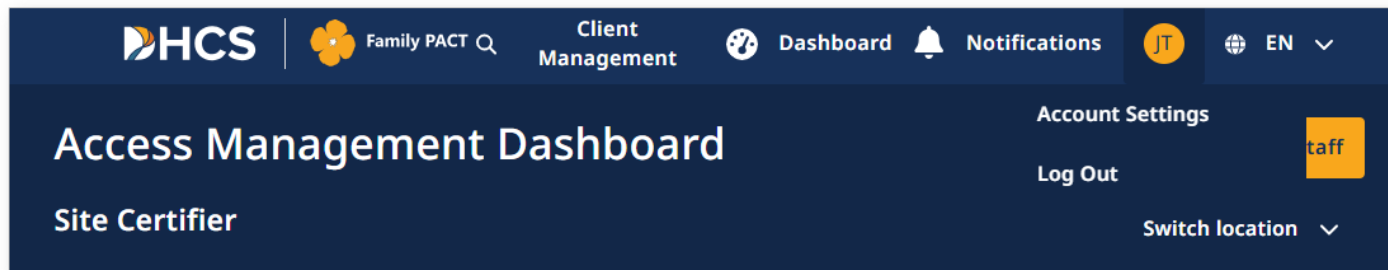 DHCS
Family PACT
Client
Management
Dashboard
Notifications
JT
EN
Access Management Dashboard
Account Settings
taff
Log Out
Site Certifier
Switch location